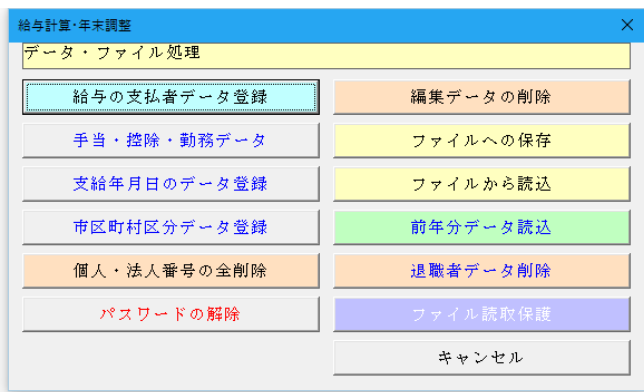 給与計算･年末調整
データ・ファイル処理
給与の支払者データ登録
編集データの削除
手当・控除・勤務データ
ファイルへの保存
支給年月日のデータ登録
ファイルから読込
市区町村区分データ登録
前年分データ読込
個人・法人番号の全削除
退職者データ削除
パスワードの解除
ファイル読取保護
キャンセル